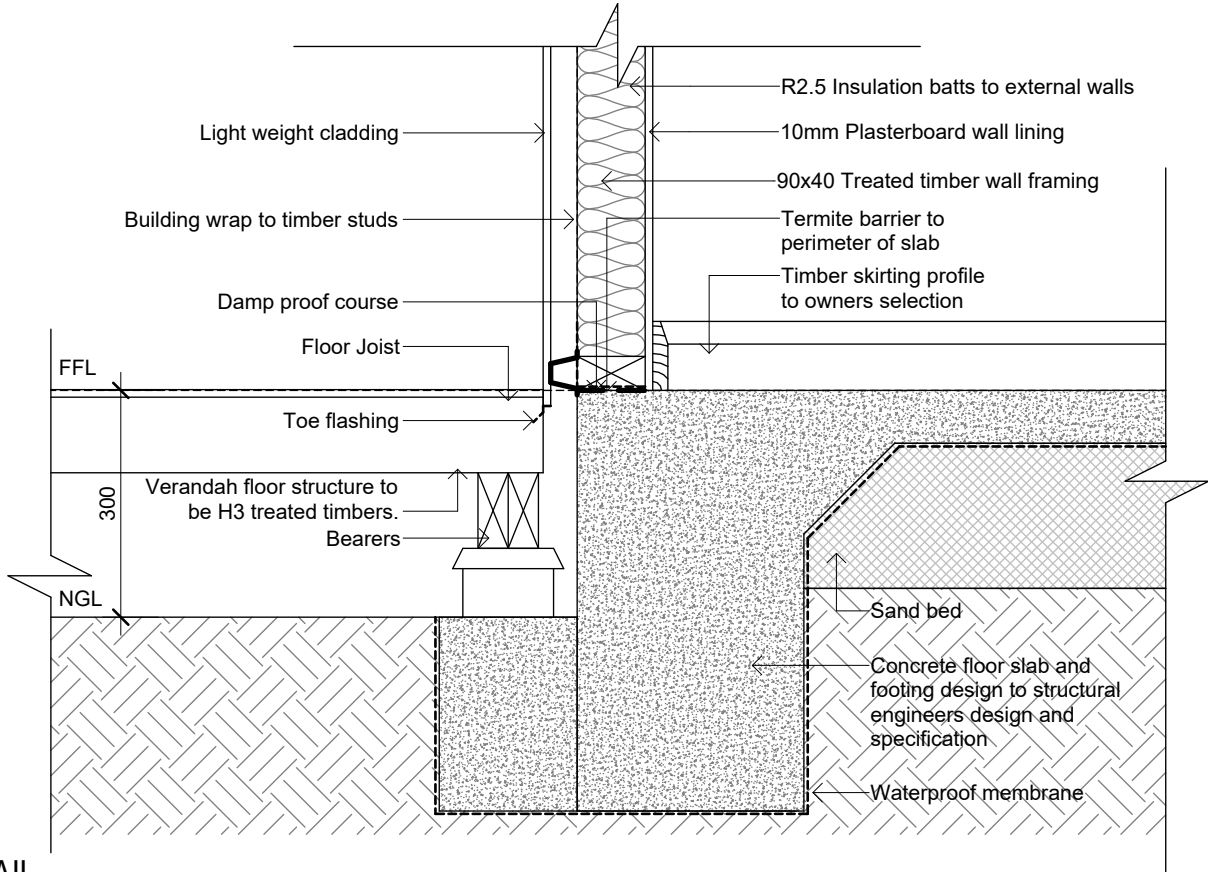 R2.5 Insulation batts to external walls
Light weight cladding
10mm Plasterboard wall lining
90x40 Treated timber wall framing
Building wrap to timber studs
Termite barrier to
perimeter of slab
Timber skirting profile
to owners selection
Damp proof course
Floor Joist
FFL
Toe flashing
Verandah floor structure to
be H3 treated timbers.
300
Bearers
NGL
Sand bed
Concrete floor slab and
footing design to structural
engineers design and
specification
Waterproof membrane